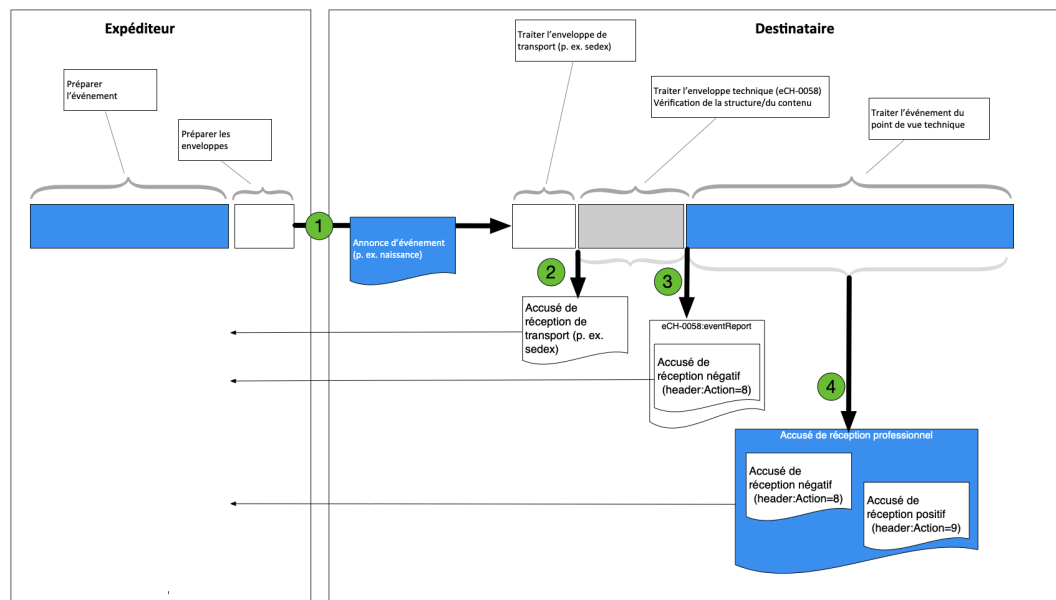 Expéditeur
Destinataire
Traiter l'enveloppe de
transport (p. ex. sedex)
Préparer
l'événement
Traiter l'enveloppe technique (eCH-0058)
Vérification de la structure/du contenu
Traiter l'événement du
point de vue technique
Préparer les
enveloppes
1
Annonce d'événement
(p. ex. naissance)
2
3
Accusé de
réception de
transport (p. ex.
sedex)
eCH-0058:eventReport
Accusé de
réception négatif
(header:Action=8)
4
Accusé de réception professionnel
Accusé de
réception négatif
(header:Action=8)
Accusé de
réception positif
(header:Action=9)